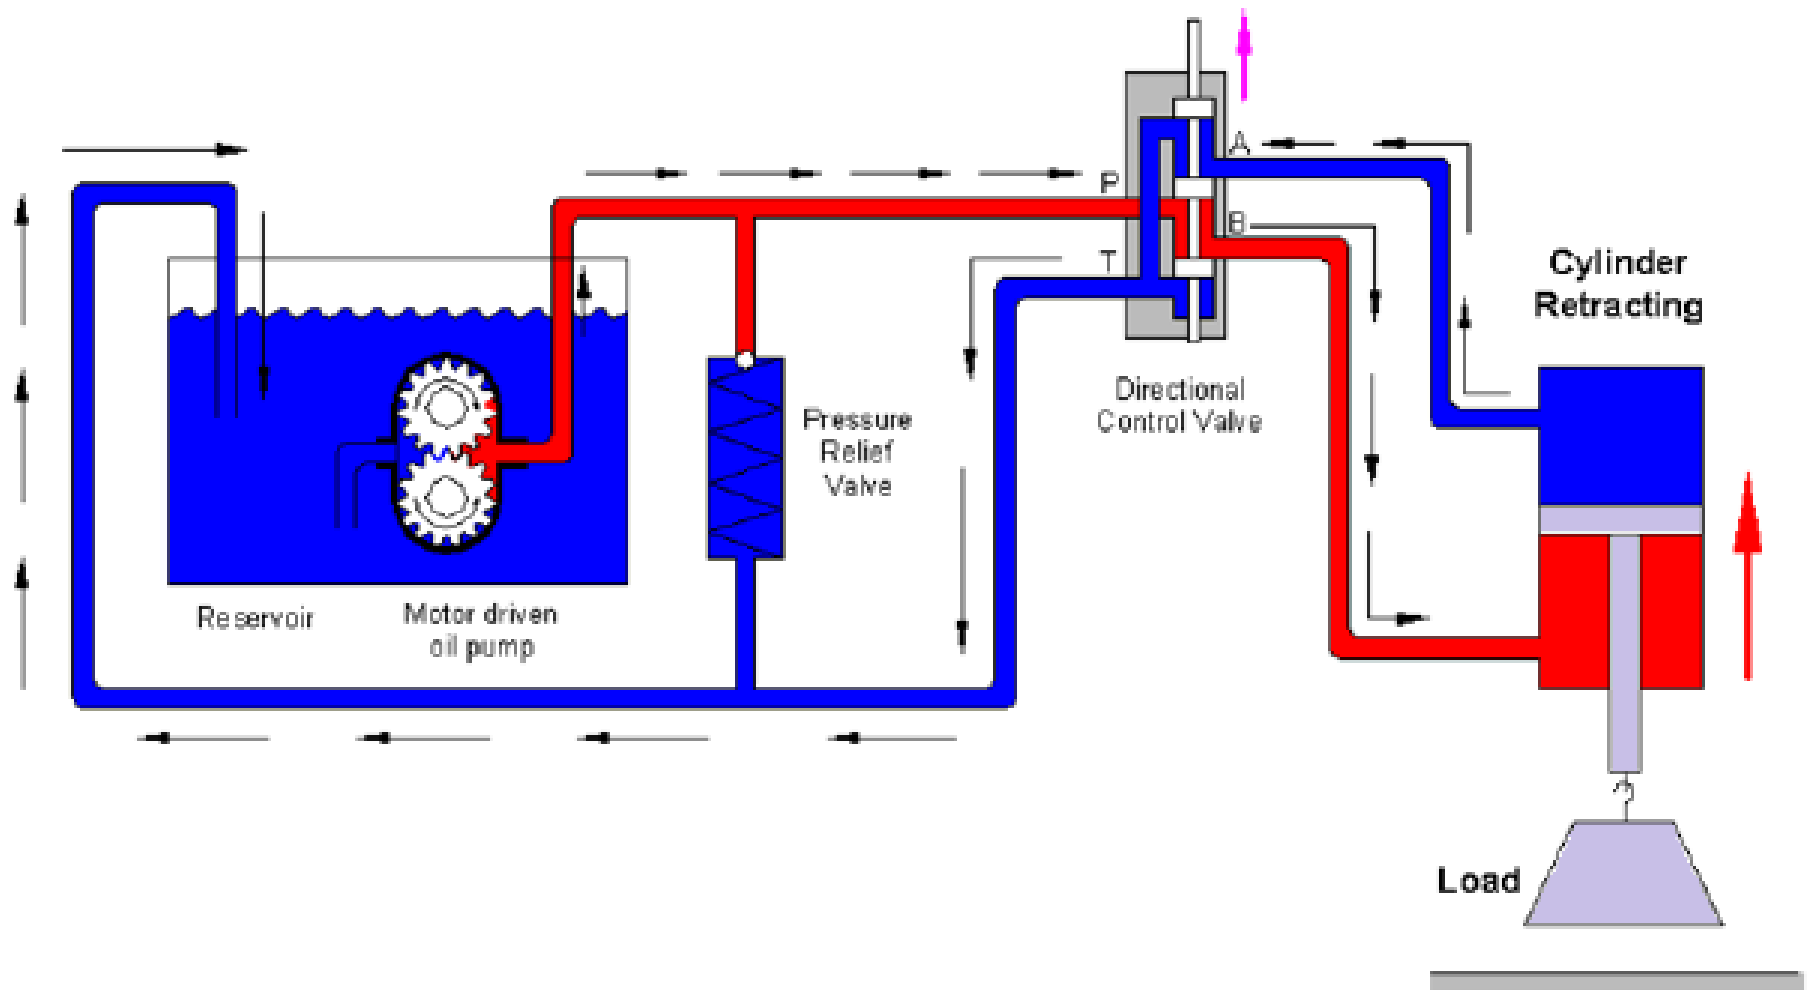 A
P
B
T
Cylinder
Retracting
Directional
Control Valve
Pressure
Relief
Valve
Reservoir
Motor driven
oil pump
Load